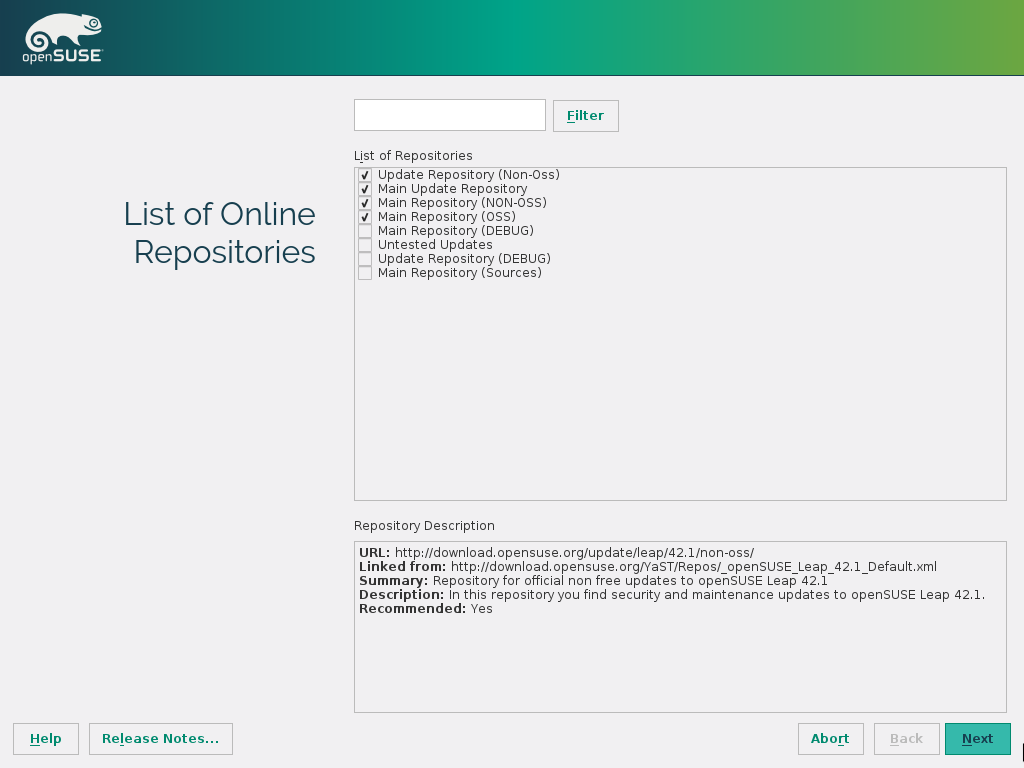 openSUSE
Filter
List of Repositories
Update Repository (Non-Oss)
Main Update Repository
Main Repository (NON-OSS)
Main Repository (OSS)
Main Repository (DEBUG)
Untested Updates
Update Repository (DEBUG)
Main Repository (Sources)
List of Online
Repositories
Repository Description
URL: http://download.opensuse.org/update/leap/42.1/non-oss/
Linked from: http://download.opensuse.org/YaST/Repos/_openSUSE_Leap_42.1_Default.xml
Summary: Repository for official non free updates to openSUSE Leap 42.1
Description: In this repository you find security and maintenance updates to openSUSE Leap 42.1.
Recommended: Yes
Help
Release Notes...
Abort
Back
Next